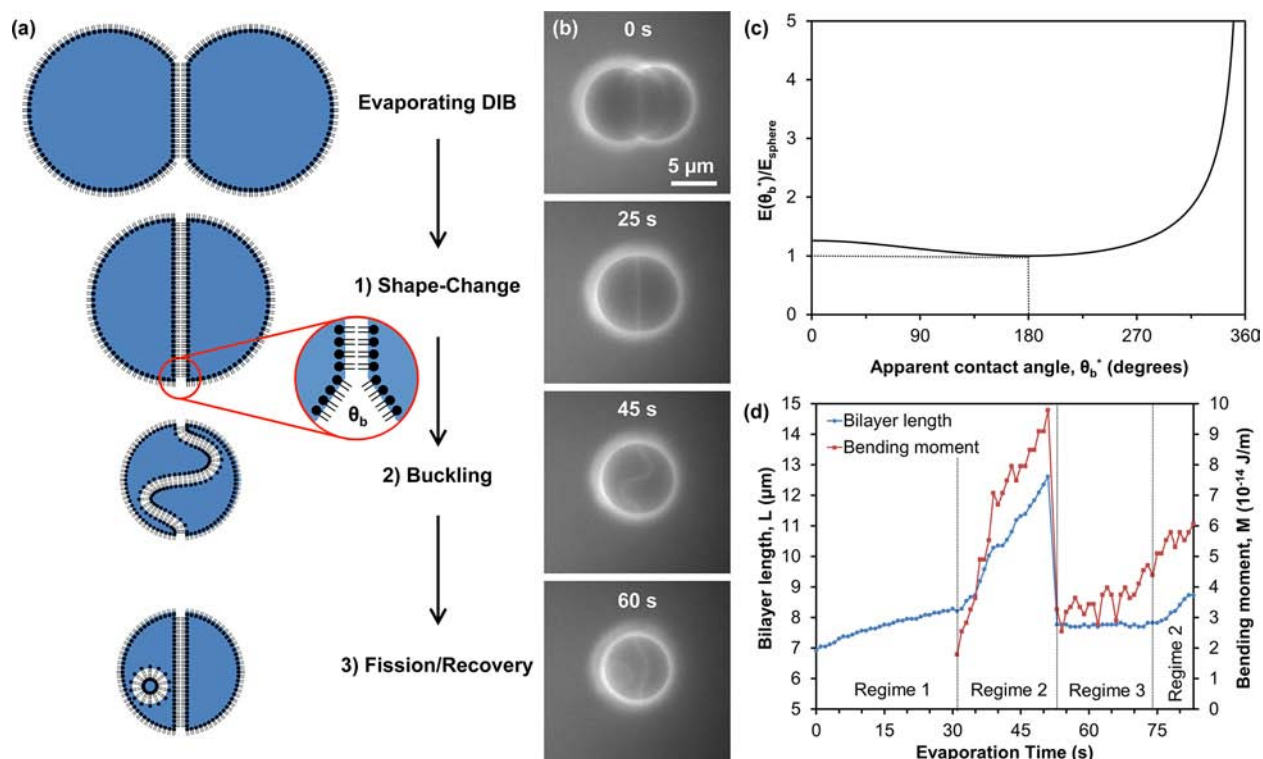 (a)
Evaporating DIB
1) Shape-Change
θb
2) Buckling
3) Fission/Recovery
(b)
0 s
5 µm
25 s
45 s
60 s
(c)
E(θb*)/Esphere
5
4
3
2
1
0
0
90
180
270
360
Apparent contact angle, θb* (degrees)
(d)
Bilayer length
Bending moment
Bilayer length, L (µm)
15
14
13
12
11
10
9
8
7
6
5
Bending moment, M (10⁻¹⁴ J/m)
10
9
8
7
6
5
4
3
2
1
0
Regime 1
Regime 2
Regime 3
Regime 2
0
15
30
45
60
75
Evaporation Time (s)